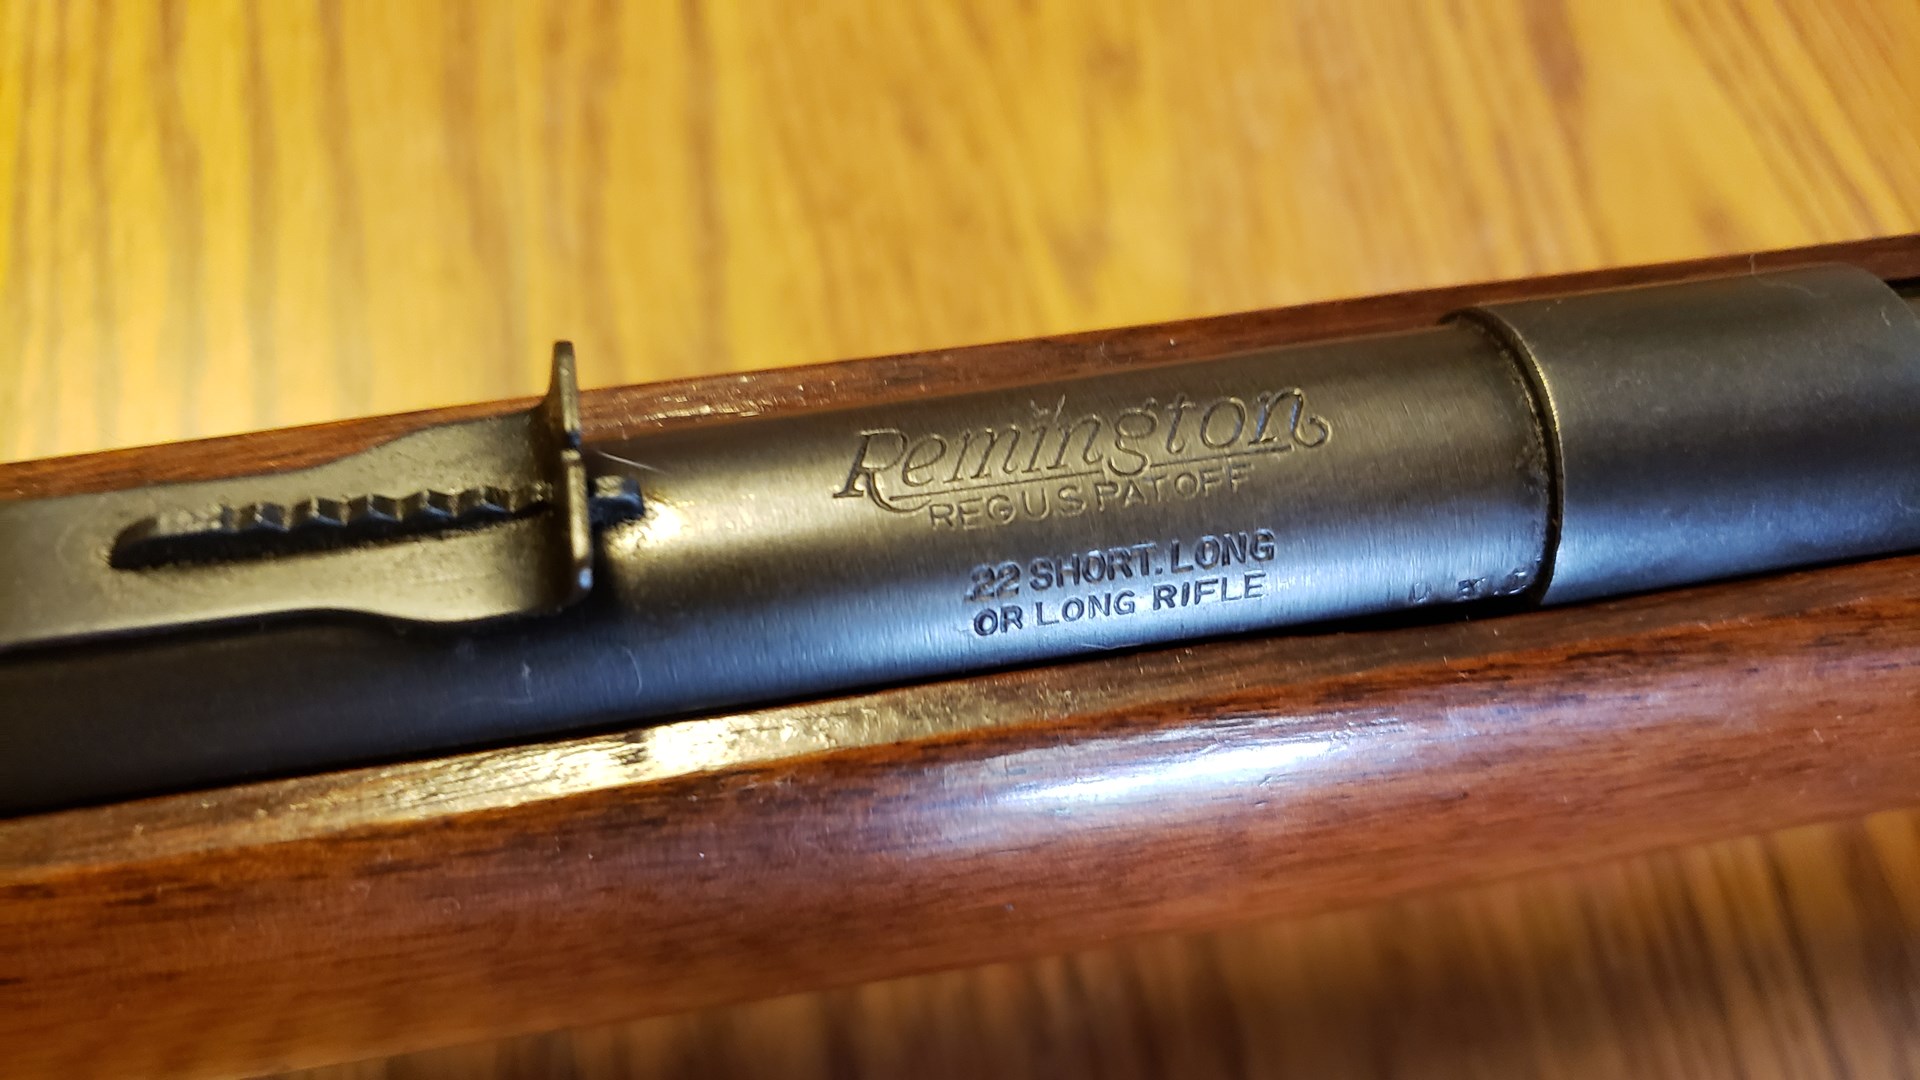 Remington
REG U S PAT OFF
22 SHORT. LONG
OR LONG RIFLE